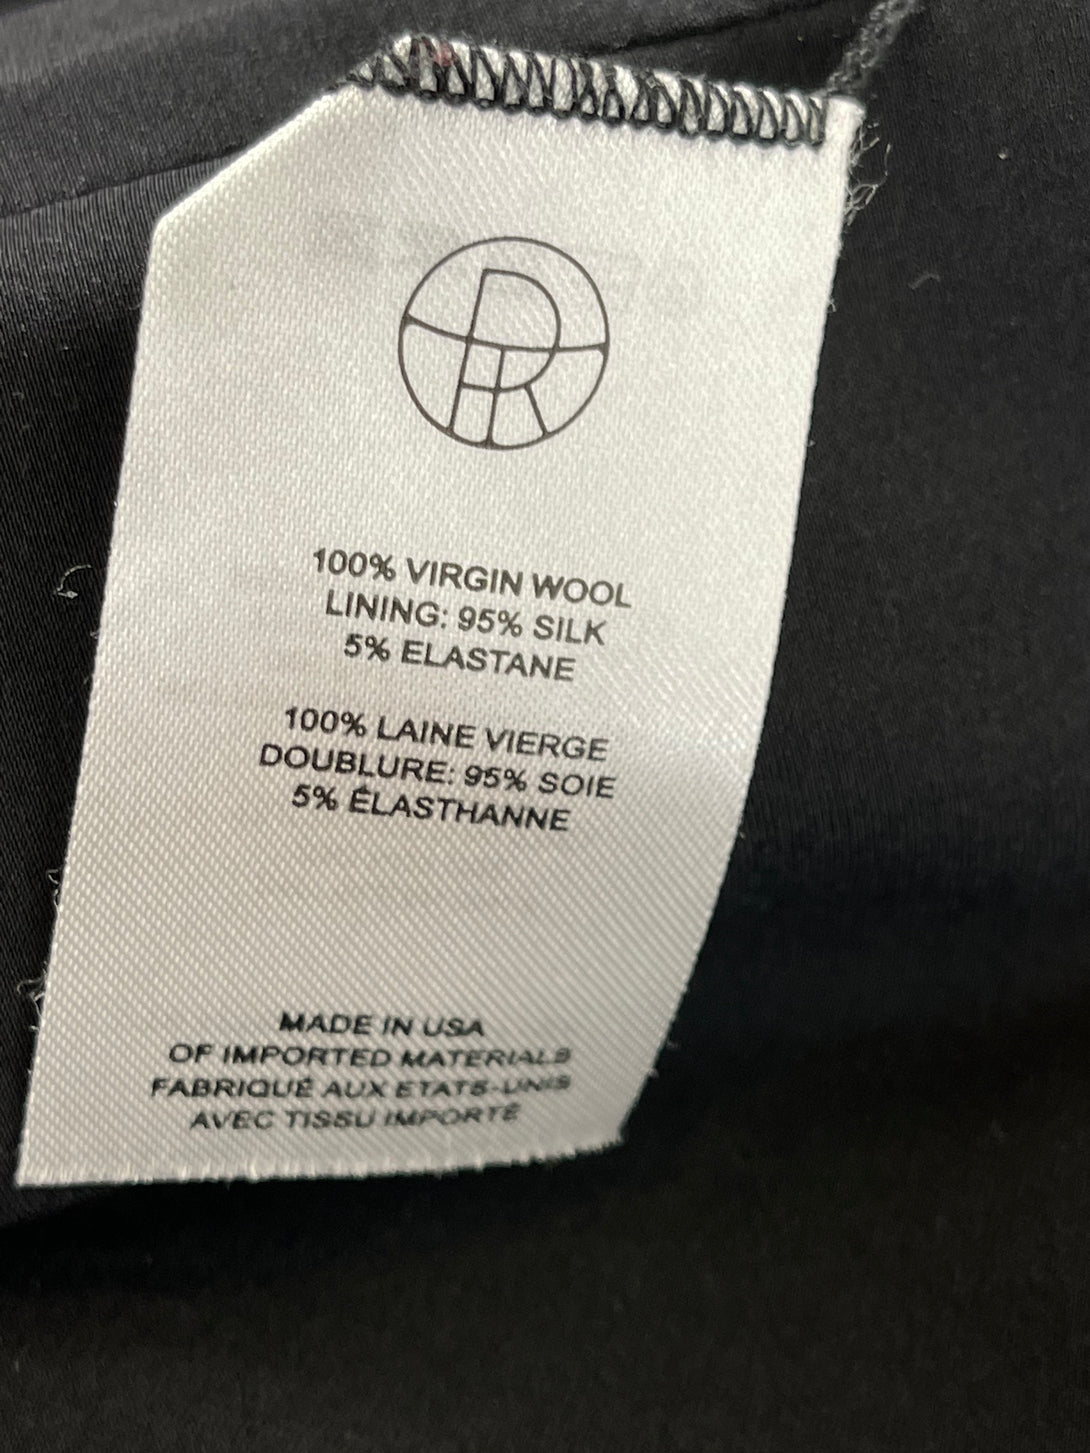 100% VIRGIN WOOL
LINING: 95% SILK
5% ELASTANE
100% LAINE VIERGE
DOUBLURE: 95% SOIE
5% ÉLASTHANNE
MADE IN USA
OF IMPORTED MATERIALS
FABRIQUÉ AUX ETATS-UNIS
AVEC TISSU IMPORTÉ